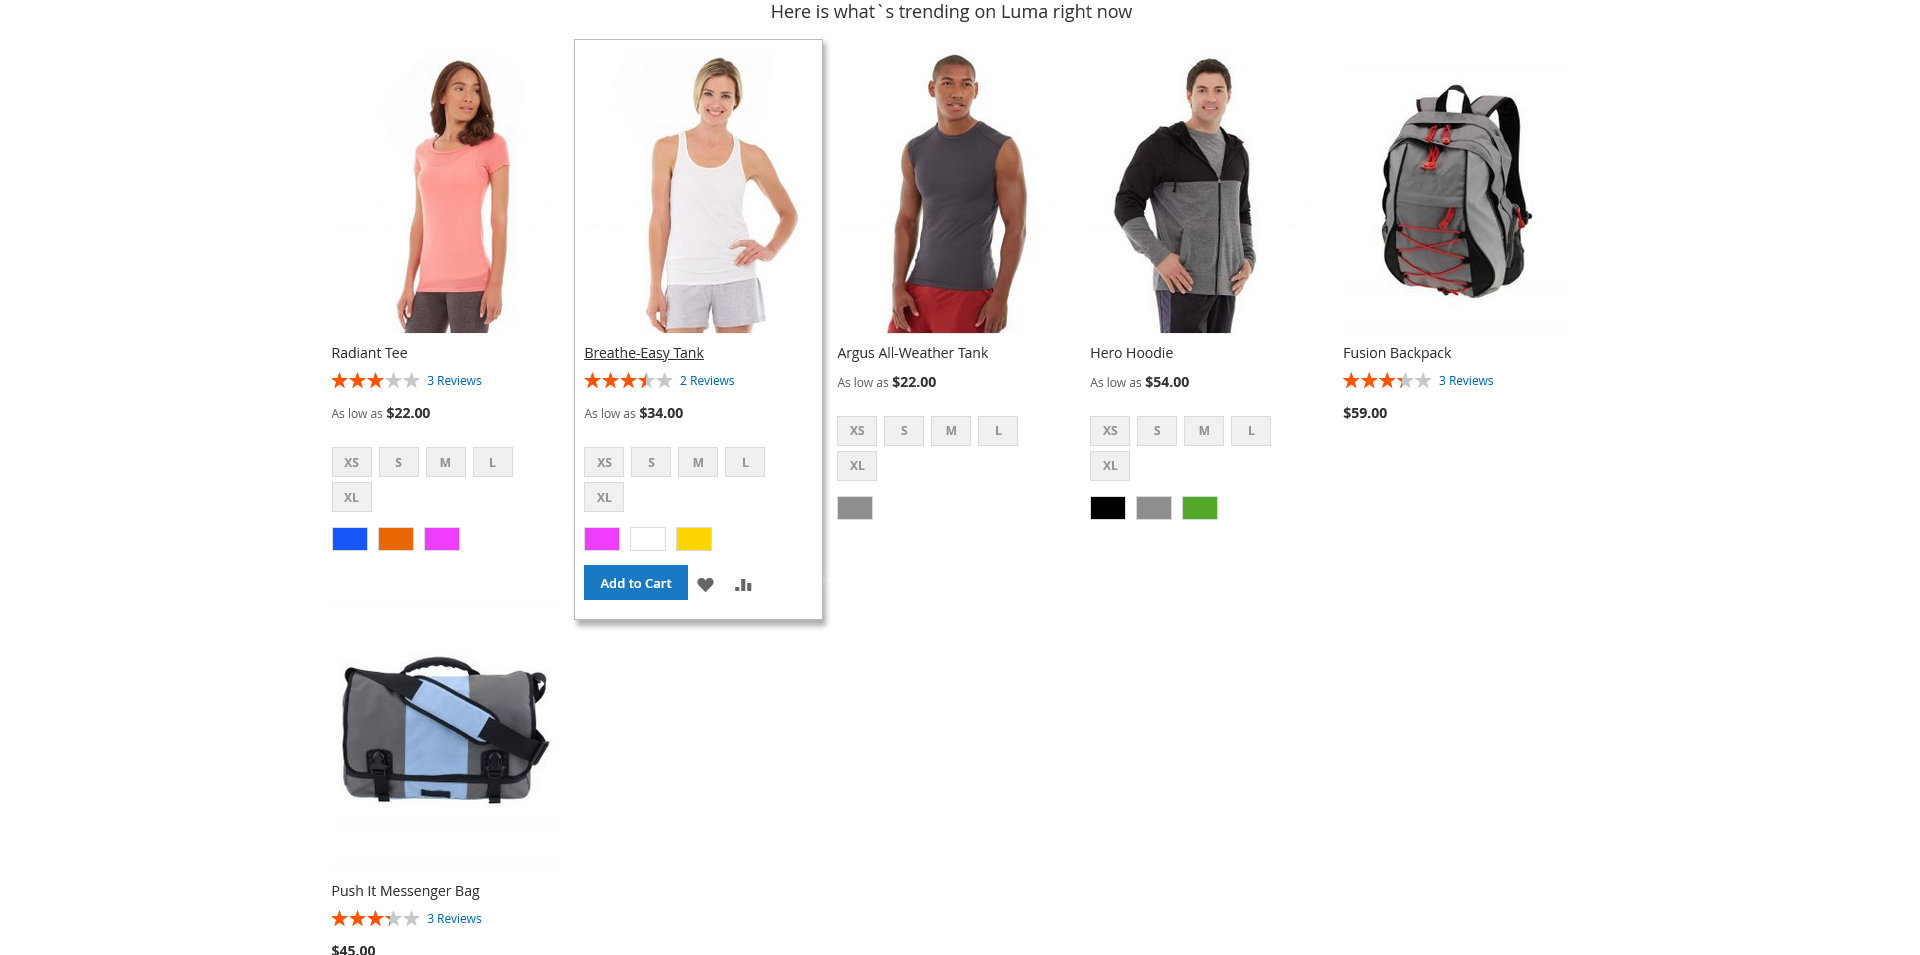 Here is what`s trending on Luma right now
Radiant Tee
3 Reviews
As low as $22.00
XS S M L
XL
Breathe-Easy Tank
2 Reviews
As low as $34.00
XS S M L
XL
Add to Cart
Argus All-Weather Tank
As low as $22.00
XS S M L
XL
Hero Hoodie
As low as $54.00
XS S M L
XL
Fusion Backpack
3 Reviews
$59.00
Push It Messenger Bag
3 Reviews
$45.00